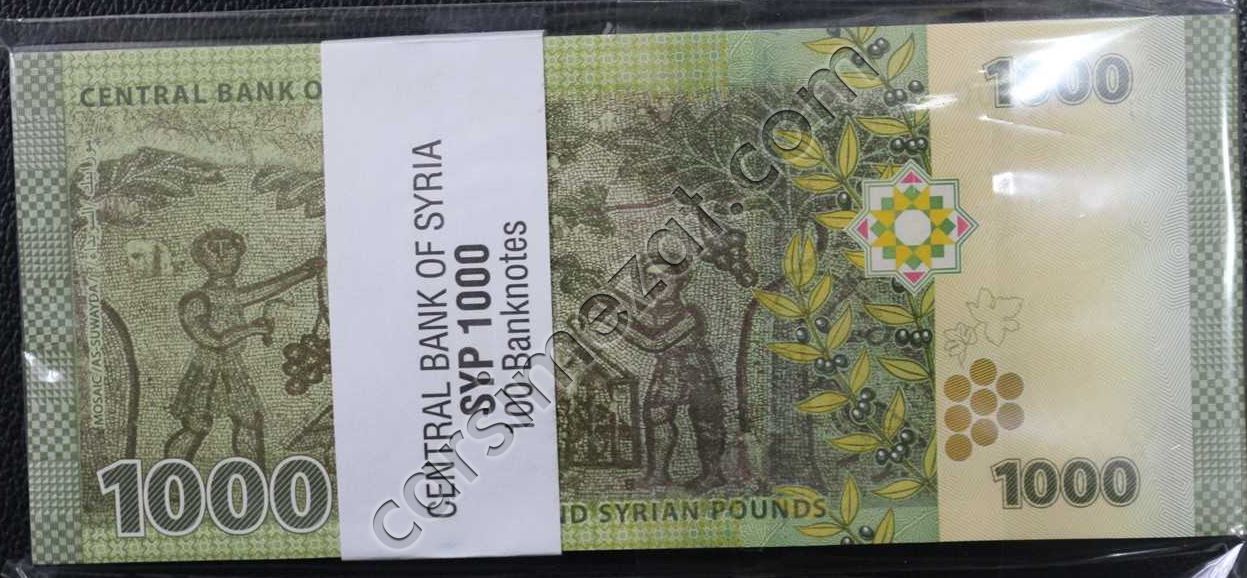 CENTRAL BANK O
1000
MOSAIC/AS-SUWAYDA
1000
ND SYRIAN POUNDS
1000
CENTRAL BANK OF SYRIA
SYP 1000
100 Banknotes
carsimmezat.com